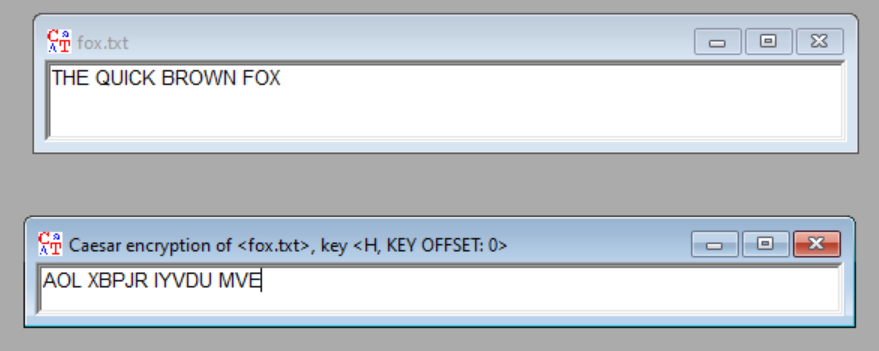 fox.txt
THE QUICK BROWN FOX
Caesar encryption of <fox.txt>, key <H, KEY OFFSET: 0>
AOL XBPJR IYVDU MVE